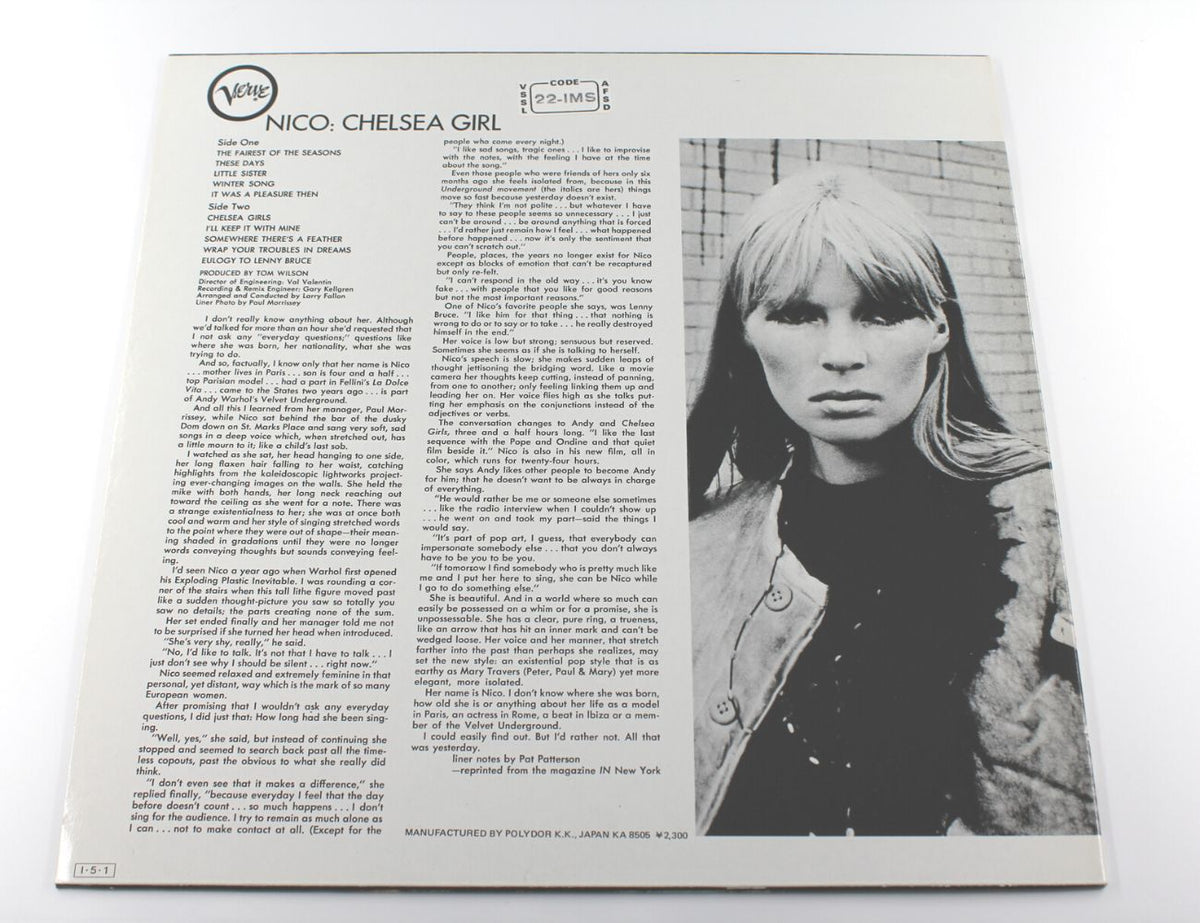 Verve
VSSL
CODE
22-IMS
AFSD
NICO: CHELSEA GIRL
Side One
THE FAIREST OF THE SEASONS
THESE DAYS
LITTLE SISTER
WINTER SONG
IT WAS A PLEASURE THEN
Side Two
CHELSEA GIRLS
I'LL KEEP IT WITH MINE
SOMEWHERE THERE'S A FEATHER
WRAP YOUR TROUBLES IN DREAMS
EULOGY TO LENNY BRUCE
PRODUCED BY TOM WILSON
Director of Engineering: Val Valentin
Recording & Remix Engineer: Gary Kellgren
Arranged and Conducted by Larry Fallon
Liner Photo by Paul Morrissey
I don't really know anything about her. Although
we'd talked for more than an hour she'd requested that
I not ask any "everyday questions;" questions like
where she was born, her nationality, what she was
trying to do.
And so, factually, I know only that her name is Nico
. . . mother lives in Paris . . . son is four and a half . . .
top Parisian model . . . had a part in Fellini's La Dolce
Vita . . . came to the States two years ago . . . is part
of Andy Warhol's Velvet Underground.
And all this I learned from her manager, Paul Mor-
rissey, while Nico sat behind the bar of the dusky
Dom down on St. Marks Place and sang very soft, sad
songs in a deep voice which, when stretched out, has
a little mourn to it; like a child's last sob.
I watched as she sat, her head hanging to one side,
her long flaxen hair falling to her waist, catching
highlights from the kaleidoscopic lightworks project-
ing ever-changing images on the walls. She held the
mike with both hands, her long neck reaching out
toward the ceiling as she went for a note. There was
a strange existentialness to her; she was at once both
cool and warm and her style of singing stretched words
to the point where they were out of shape—their mean-
ing shaded in gradations until they were no longer
words conveying thoughts but sounds conveying feel-
ing.
I'd seen Nico a year ago when Warhol first opened
his Exploding Plastic Inevitable. I was rounding a cor-
ner of the stairs when this tall lithe figure moved past
like a sudden thought-picture you saw so totally you
saw no details; the parts creating none of the sum.
Her set ended finally and her manager told me not
to be surprised if she turned her head when introduced.
"She's very shy, really," he said.
"No, I'd like to talk. It's not that I have to talk . . . I
just don't see why I should be silent . . . right now."
Nico seemed relaxed and extremely feminine in that
personal, yet distant, way which is the mark of so many
European women.
After promising that I wouldn't ask any everyday
questions, I did just that: How long had she been sing-
ing.
"Well, yes," she said, but instead of continuing she
stopped and seemed to search back past all the time-
less copouts, past the obvious to what she really did
think.
"I don't even see that it makes a difference," she
replied finally, "because everyday I feel that the day
before doesn't count . . . so much happens . . . I don't
sing for the audience. I try to remain as much alone as
I can . . . not to make contact at all. (Except for the
people who come every night.)
"I like sad songs, tragic ones . . . I like to improvise
with the notes, with the feeling I have at the time
about the song."
Even those people who were friends of hers only six
months ago she feels isolated from, because in this
Underground movement (the italics are hers) things
move so fast because yesterday doesn't exist.
"They think I'm not polite . . . but whatever I have
to say to these people seems so unnecessary . . . I just
can't be around . . . be around anything that is forced
. . . I'd rather just remain how I feel . . . what happened
before happened . . . now it's only the sentiment that
you can't scratch out."
People, places, the years no longer exist for Nico
except as blocks of emotion that can't be recaptured
but only re-felt.
"I can't respond in the old way . . . it's you know
fake . . . with people that you like for good reasons
but not the most important reasons."
One of Nico's favorite people she says, was Lenny
Bruce. "I like him for that thing . . . that nothing is
wrong to do or to say or to take . . . he really destroyed
himself in the end."
Her voice is low but strong; sensuous but reserved.
Sometimes she seems as if she is talking to herself.
Nico's speech is slow; she makes sudden leaps of
thought jettisoning the bridging word. Like a movie
camera her thoughts keep cutting, instead of panning,
from one to another; only feeling linking them up and
leading her on. Her voice flies high as she talks put-
ting her emphasis on the conjunctions instead of the
adjectives or verbs.
The conversation changes to Andy and Chelsea
Girls, three and a half hours long. "I like the last
sequence with the Pope and Ondine and that quiet
film beside it." Nico is also in his new film, all in
color, which runs for twenty-four hours.
She says Andy likes other people to become Andy
for him; that he doesn't want to be always in charge
of everything.
"He would rather be me or someone else sometimes
. . . like the radio interview when I couldn't show up
. . . he went on and took my part—said the things I
would say.
"It's part of pop art, I guess, that everybody can
impersonate somebody else . . . that you don't always
have to be you to be you.
"If tomorrow I find somebody who is pretty much like
me and I put her here to sing, she can be Nico while
I go to do something else."
She is beautiful. And in a world where so much can
easily be possessed on a whim or for a promise, she is
unpossessable. She has a clear, pure ring, a trueness,
like an arrow that has hit an inner mark and can't be
wedged loose. Her voice and her manner, that stretch
farther into the past than perhaps she realizes, may
set the new style: an existential pop style that is as
earthy as Mary Travers (Peter, Paul & Mary) yet more
elegant, more isolated.
Her name is Nico. I don't know where she was born,
how old she is or anything about her life as a model
in Paris, an actress in Rome, a beat in Ibiza or a mem-
ber of the Velvet Underground.
I could easily find out. But I'd rather not. All that
was yesterday.
liner notes by Pat Patterson
—reprinted from the magazine IN New York
MANUFACTURED BY POLYDOR K.K., JAPAN KA 8505 ¥2,300
I·5·1